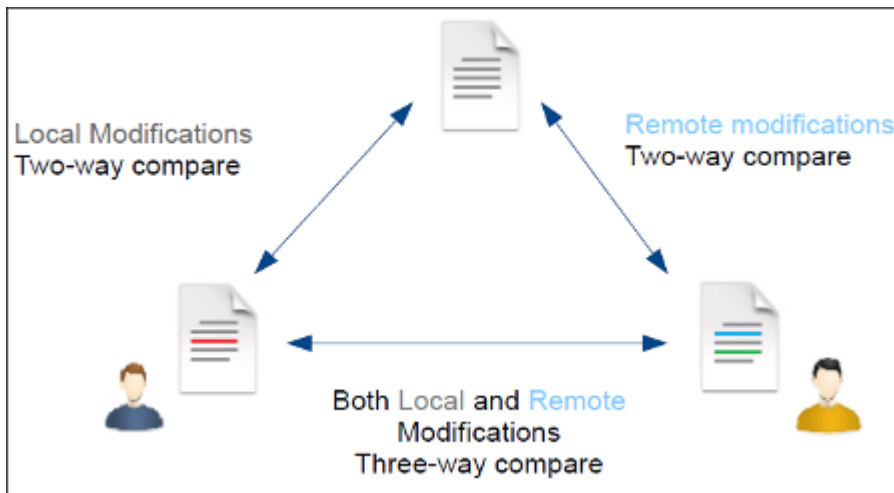 Local Modifications
Two-way compare
Remote modifications
Two-way compare
Both Local and Remote
Modifications
Three-way compare